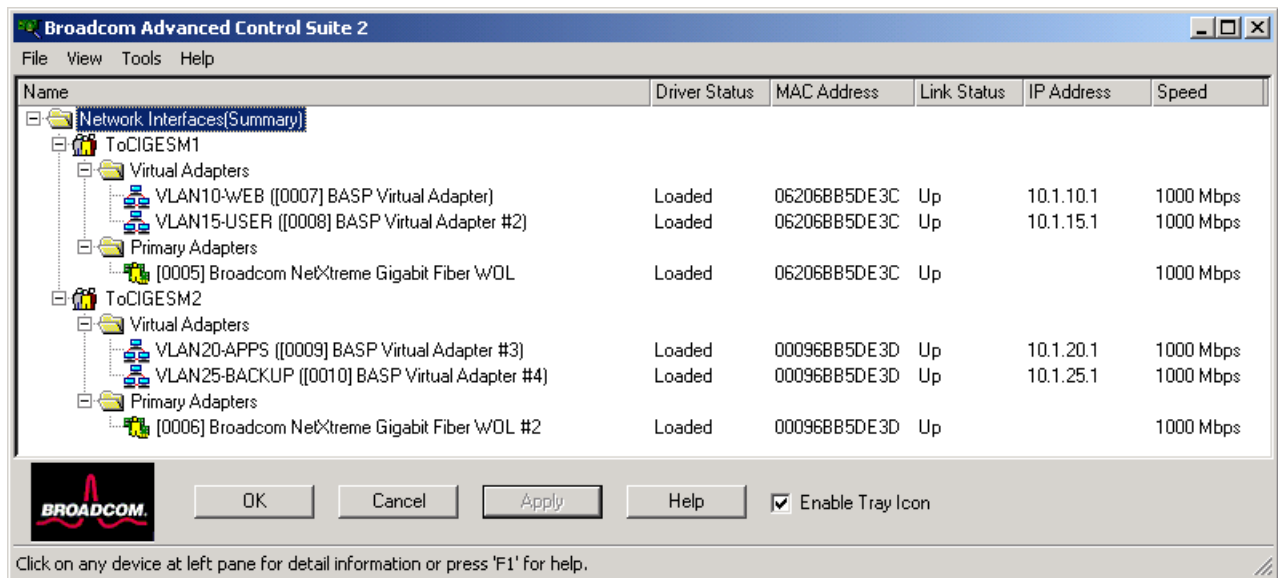 Broadcom Advanced Control Suite 2
File View Tools Help
Name Driver Status MAC Address Link Status IP Address Speed
Network Interfaces(Summary)
ToCIGESM1
Virtual Adapters
VLAN10-WEB ([0007] BASP Virtual Adapter) Loaded 06206BB5DE3C Up 10.1.10.1 1000 Mbps
VLAN15-USER ([0008] BASP Virtual Adapter #2) Loaded 06206BB5DE3C Up 10.1.15.1 1000 Mbps
Primary Adapters
[0005] Broadcom NetXtreme Gigabit Fiber WOL Loaded 06206BB5DE3C Up 1000 Mbps
ToCIGESM2
Virtual Adapters
VLAN20-APPS ([0009] BASP Virtual Adapter #3) Loaded 00096BB5DE3D Up 10.1.20.1 1000 Mbps
VLAN25-BACKUP ([0010] BASP Virtual Adapter #4) Loaded 00096BB5DE3D Up 10.1.25.1 1000 Mbps
Primary Adapters
[0006] Broadcom NetXtreme Gigabit Fiber WOL #2 Loaded 00096BB5DE3D Up 1000 Mbps
BROADCOM. OK Cancel Apply Help Enable Tray Icon
Click on any device at left pane for detail information or press 'F1' for help.